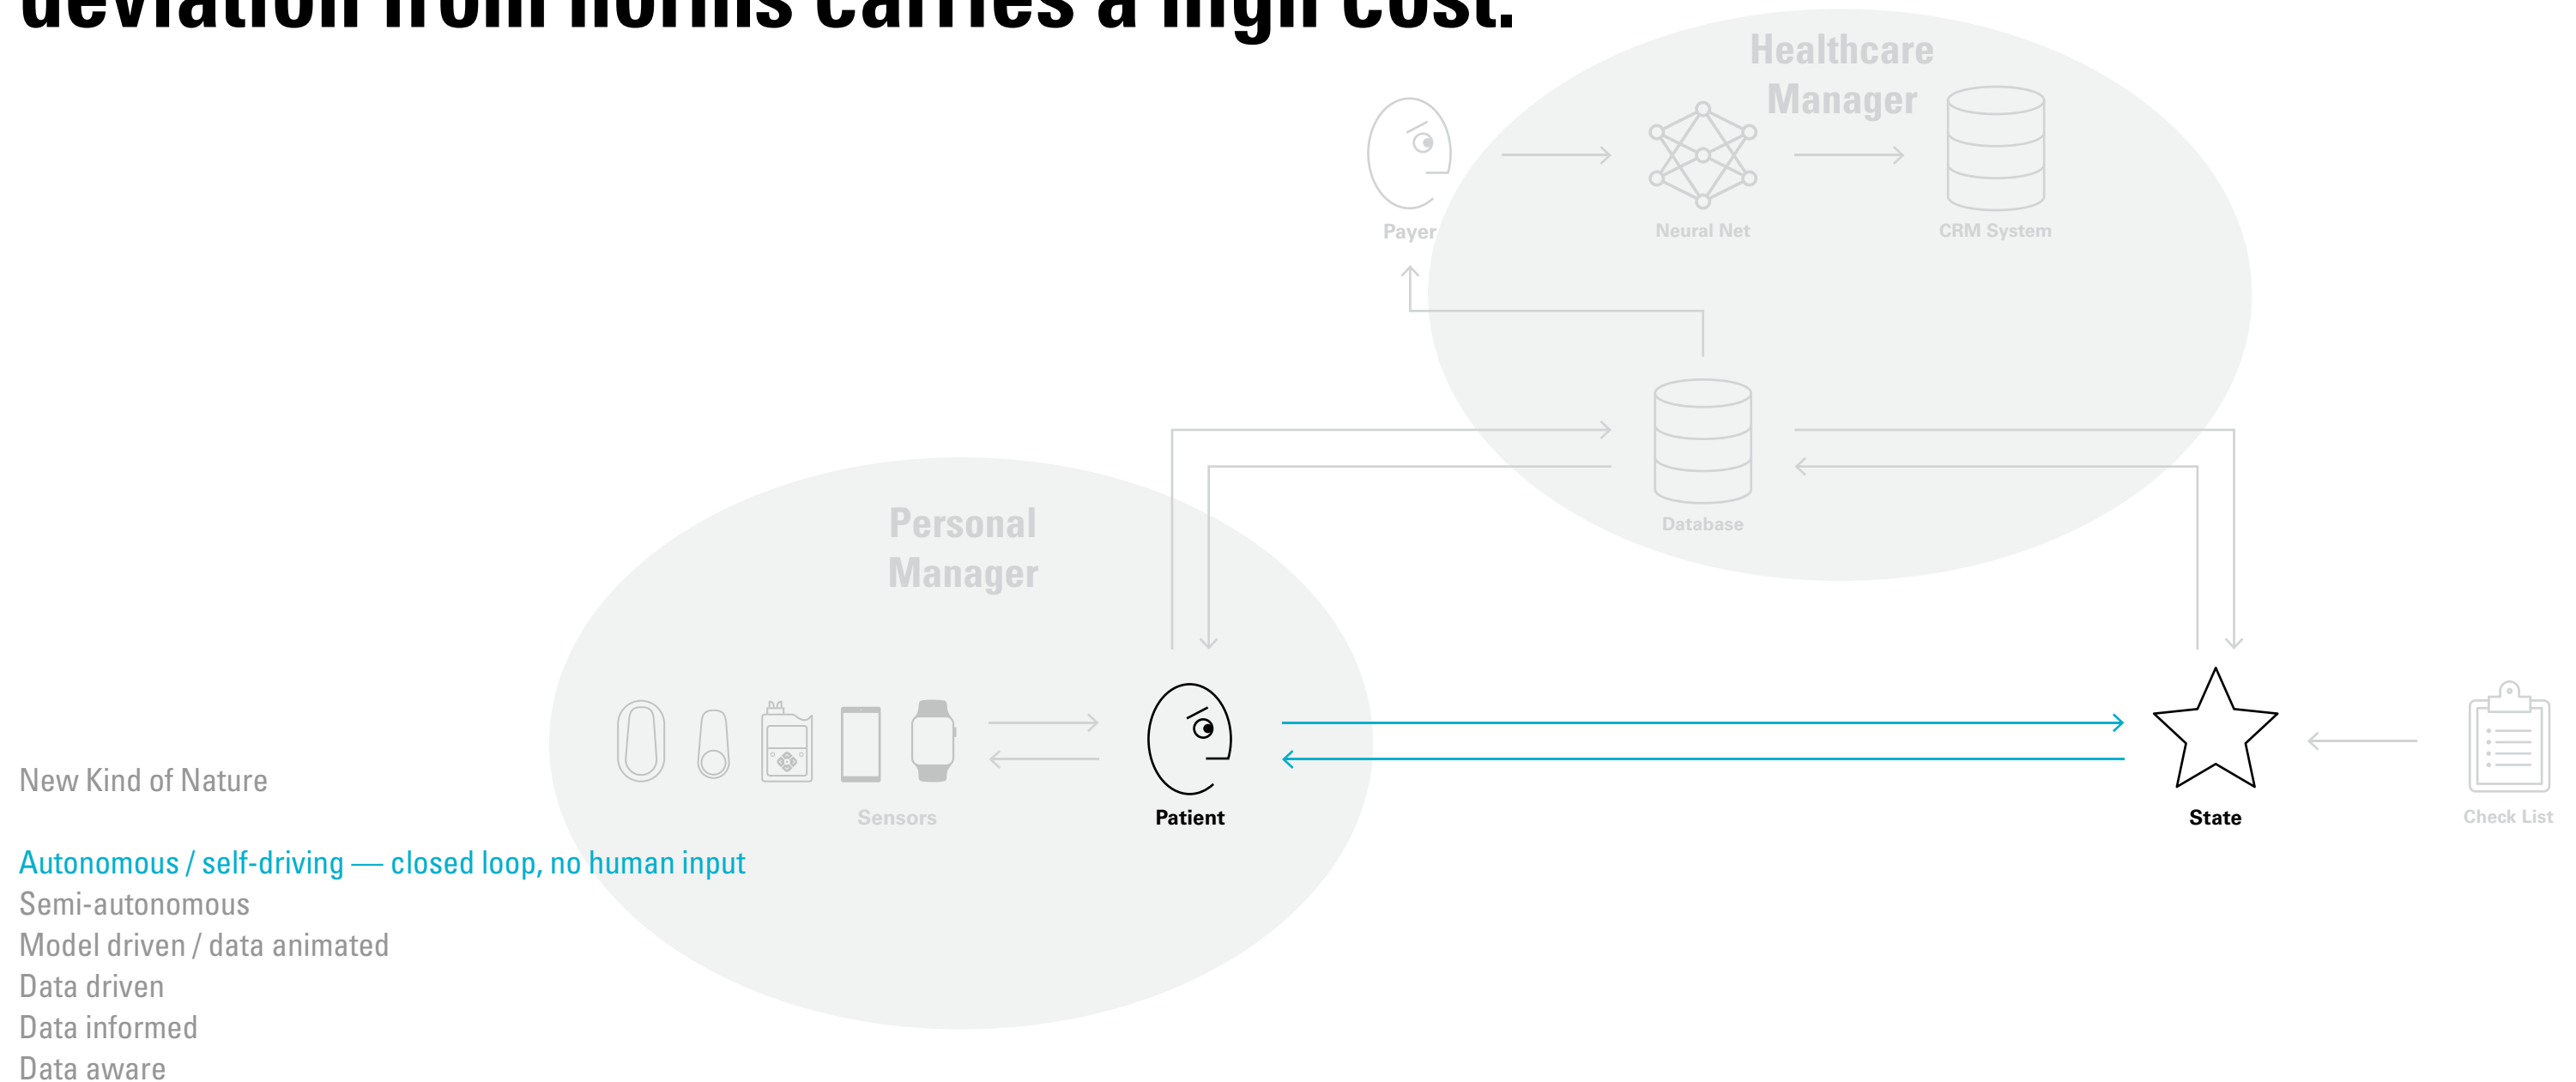 deviation from norms carries a high cost.
Healthcare
Manager
Payer
Neural Net
CRM System
Database
Personal
Manager
Sensors
Patient
State
Check List
New Kind of Nature
Autonomous / self-driving — closed loop, no human input
Semi-autonomous
Model driven / data animated
Data driven
Data informed
Data aware